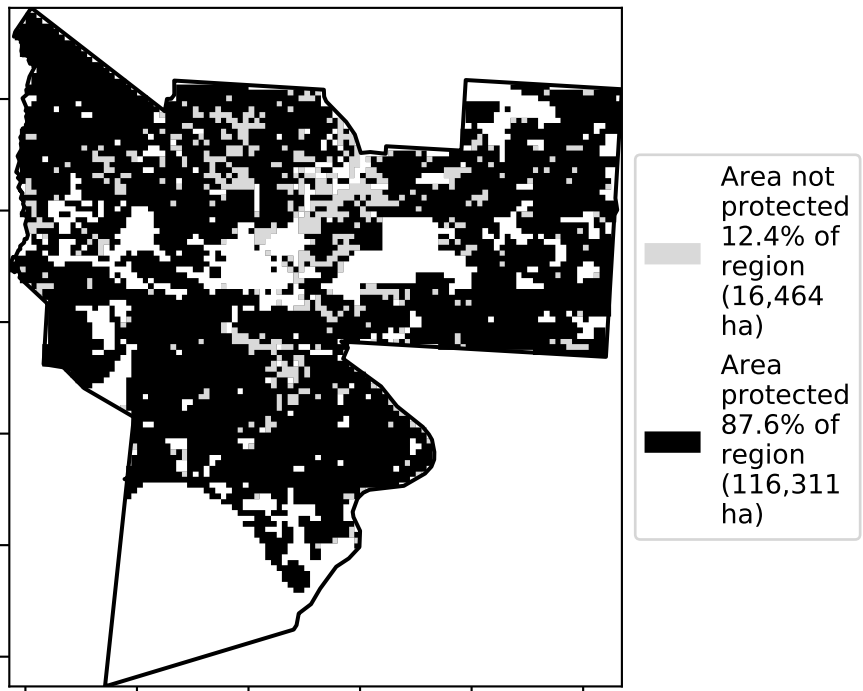 Area not
protected
12.4% of
region
(16,464
ha)
Area
protected
87.6% of
region
(116,311
ha)